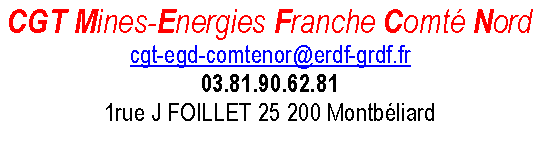 CGT Mines-Energies Franche Comté Nord
cgt-egd-comtenor@erdf-grdf.fr
03.81.90.62.81
1rue J FOILLET 25 200 Montbéliard